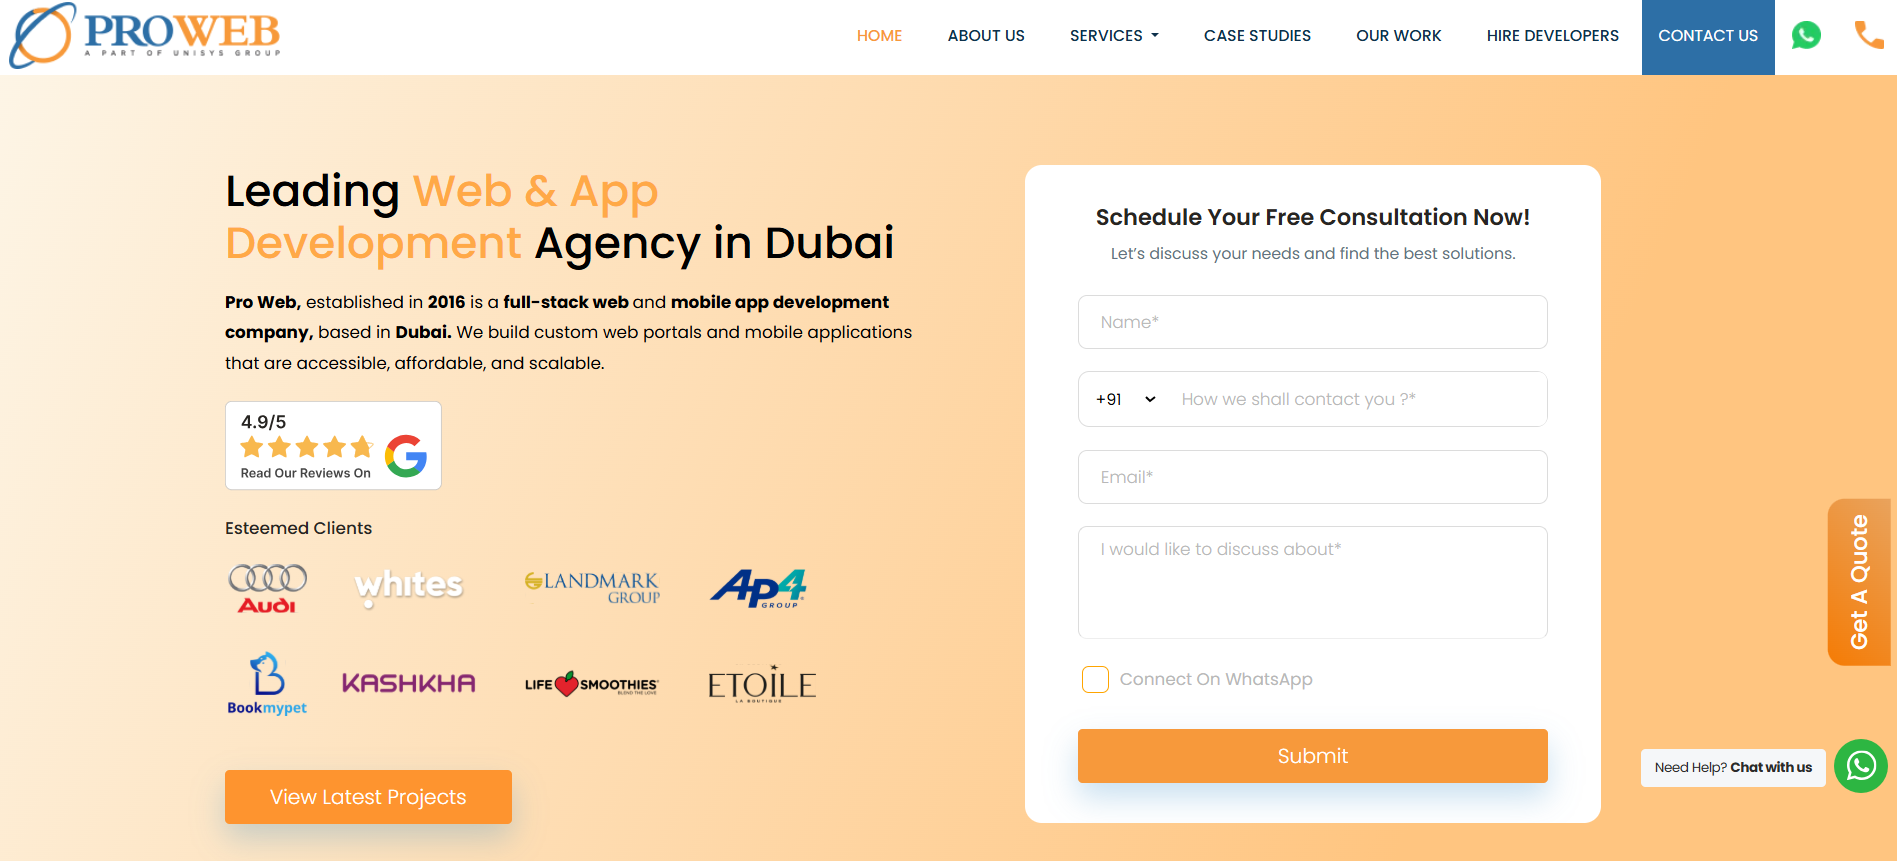 PROWEB
A PART OF UNISYS GROUP
HOME
ABOUT US
SERVICES
CASE STUDIES
OUR WORK
HIRE DEVELOPERS
CONTACT US
Leading Web & App
Development Agency in Dubai
Pro Web, established in 2016 is a full-stack web and mobile app development
company, based in Dubai. We build custom web portals and mobile applications
that are accessible, affordable, and scalable.
4.9/5
Read Our Reviews On
Esteemed Clients
Audi
whites
LANDMARK
GROUP
AP4
GROUP
Bookmypet
KASHKHA
LIFE SMOOTHIES
BLEND THE LOVE
ETOILE
LA BOUTIQUE
View Latest Projects
Schedule Your Free Consultation Now!
Let’s discuss your needs and find the best solutions.
Name*
+91
How we shall contact you ?*
Email*
I would like to discuss about*
Connect On WhatsApp
Submit
Get A Quote
Need Help? Chat with us